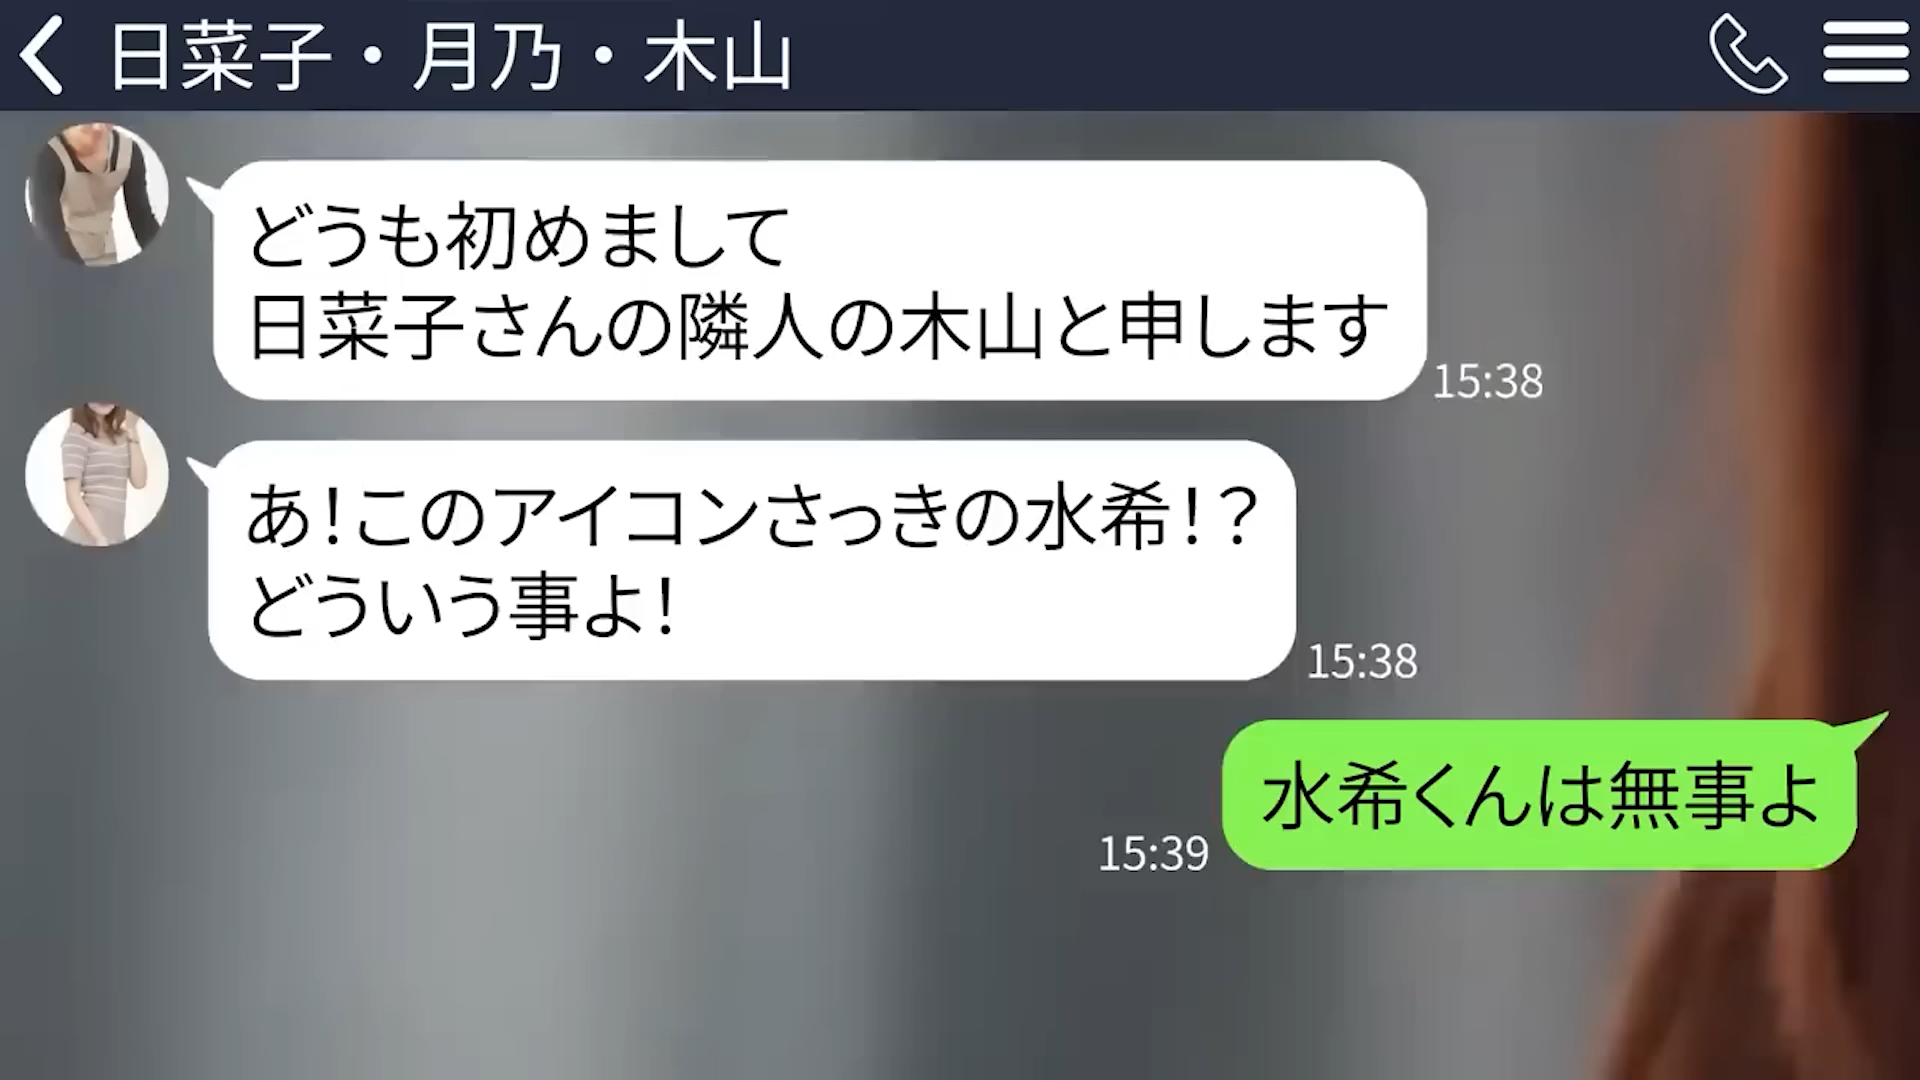 日菜子・月乃・木山
どうも初めまして
日菜子さんの隣人の木山と申します
15:38
あ！このアイコンさっきの水希！？
どういう事よ！
15:38
水希くんは無事よ
15:39